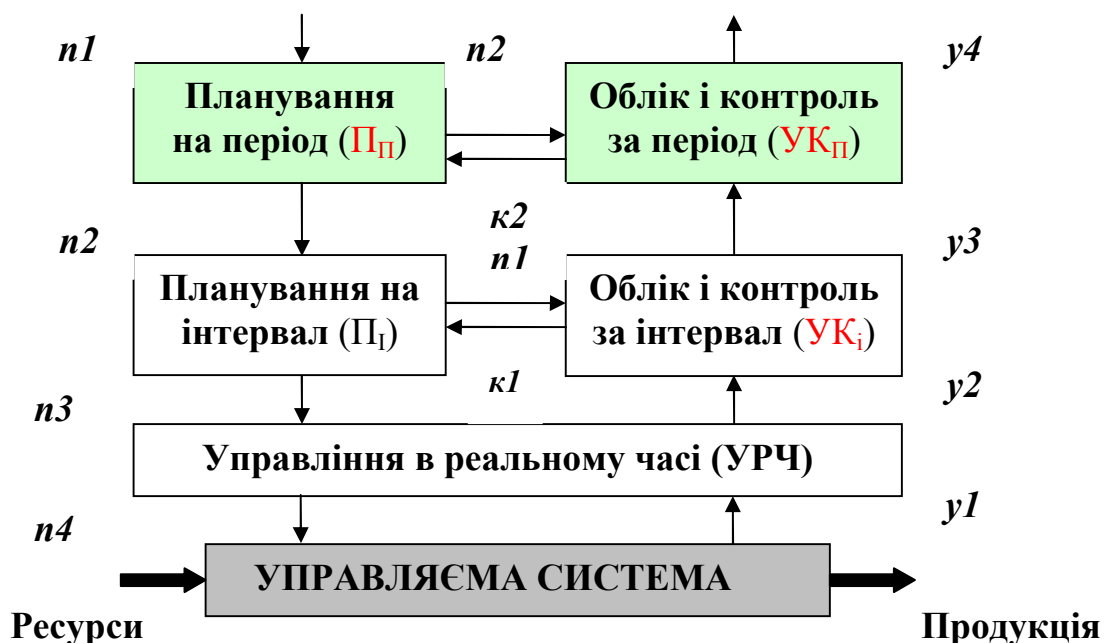 п1
п2
у4
Планування
на період (ПП)
Облік і контроль
за період (УКП)
п2
к2
у3
п1
Планування на
інтервал (ПІ)
Облік і контроль
за інтервал (УКі)
п3
к1
у2
Управління в реальному часі (УРЧ)
п4
у1
УПРАВЛЯЄМА СИСТЕМА
Ресурси
Продукція